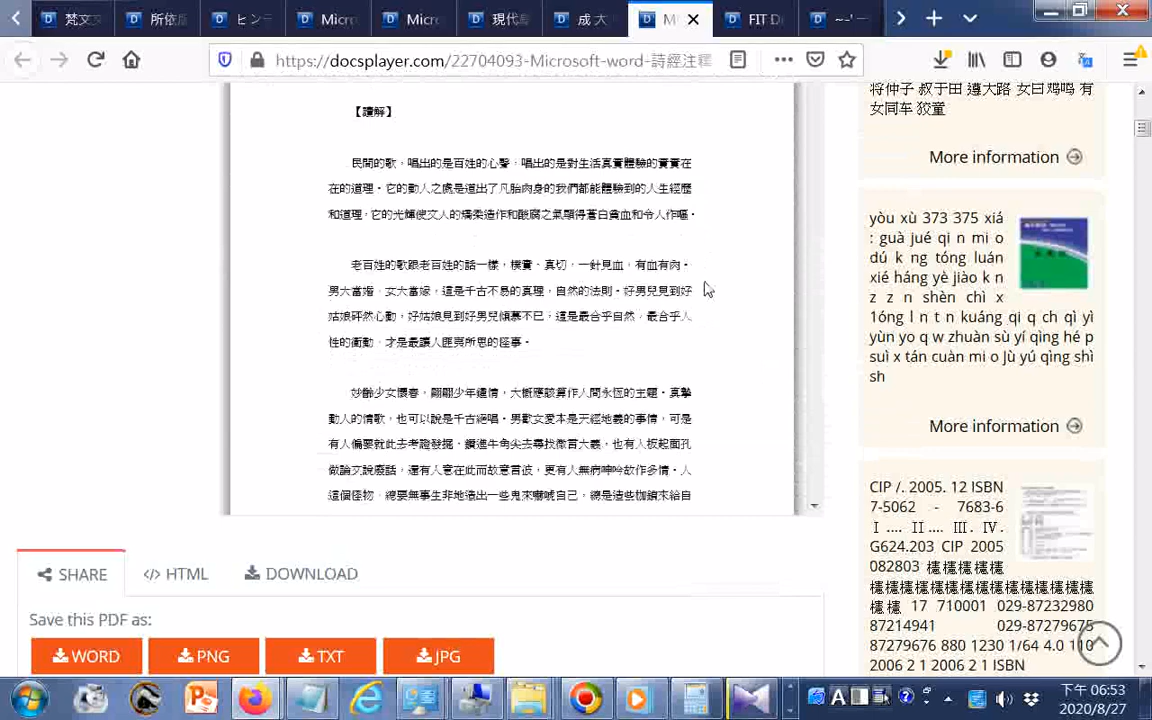 梵文
所依
ヒン
Micro
Micro
現代
成 大
M
FIT D
~-'-
https://docsplayer.com/22704093-Microsoft-word-詩經注釋
【讀解】
民間的歌，唱出的是百姓的心聲，唱出的是對生活真實體驗的實實在
在的道理。它的動人之處是道出了凡胎肉身的我們都能體驗到的人生經歷
和道理，它的光輝使文人的矯柔造作和酸腐之氣顯得蒼白貧血和令人作嘔。
老百姓的歌跟老百姓的話一樣，樸實、真切，一針見血，有血有肉。
男大當婚，女大當嫁，這是千古不易的真理，自然的法則。好男兒見到好
姑娘砰然心動，好姑娘見到好男兒傾慕不已，這是最合乎自然，最合乎人
性的衝動，才是最讓人匪夷所思的怪事。
妙齡少女懷春，翩翩少年鍾情，大概應該算作人間永恆的主題。真摯
動人的情歌，也可以說是千古絕唱。男歡女愛本是天經地義的事情，可是
有人偏要就此去考證發掘，鑽進牛角尖去尋找微言大義，也有人板起面孔
做論文說廢話，還有人意在此而故意言彼，更有人無病呻吟故作多情。人
這個怪物，總要無事生非地造出一些鬼來嚇唬自己，總是造些枷鎖來給自
将仲子 叔于田 遵大路 女曰鸡鸣 有
女同车 狡童
More information
yòu xù 373 375 xiá
: guà jué qi n mi o
dú k ng tóng luán
xié háng yè jiào k n
z z n shèn chì x
1óng l n t n kuáng qi q ch qì yì
yùn yo q w zhuàn sù yí qìng hé p
suì x tán cuàn mi o jù yú qìng shì
sh
More information
CIP /. 2005. 12 ISBN
7-5062 - 7683-6
Ⅰ.... Ⅱ.... Ⅲ. Ⅳ.
G624.203 CIP 2005
082803
17 710001 029-87232980
87214941 029-87279675
87279676 880 1230 1/64 4.0 110
2006 2 1 2006 2 1 ISBN
SHARE
</> HTML
DOWNLOAD
Save this PDF as:
WORD
PNG
TXT
JPG
下午 06:53
2020/8/27